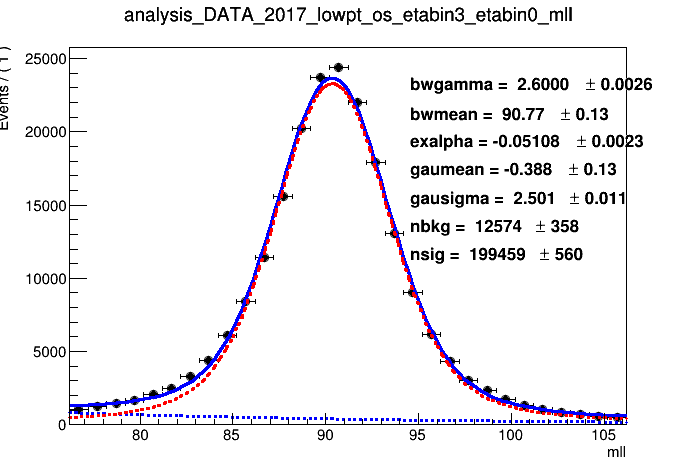 analysis_DATA_2017_lowpt_os_etabin3_etabin0_mll
Events / ( 1 )
25000
20000
15000
10000
5000
0
bwgamma = 2.6000 ± 0.0026
bwmean = 90.77 ± 0.13
exalpha = -0.05108 ± 0.0023
gaumean = -0.388 ± 0.13
gausigma = 2.501 ± 0.011
nbkg = 12574 ± 358
nsig = 199459 ± 560
80 85 90 95 100 105
mll